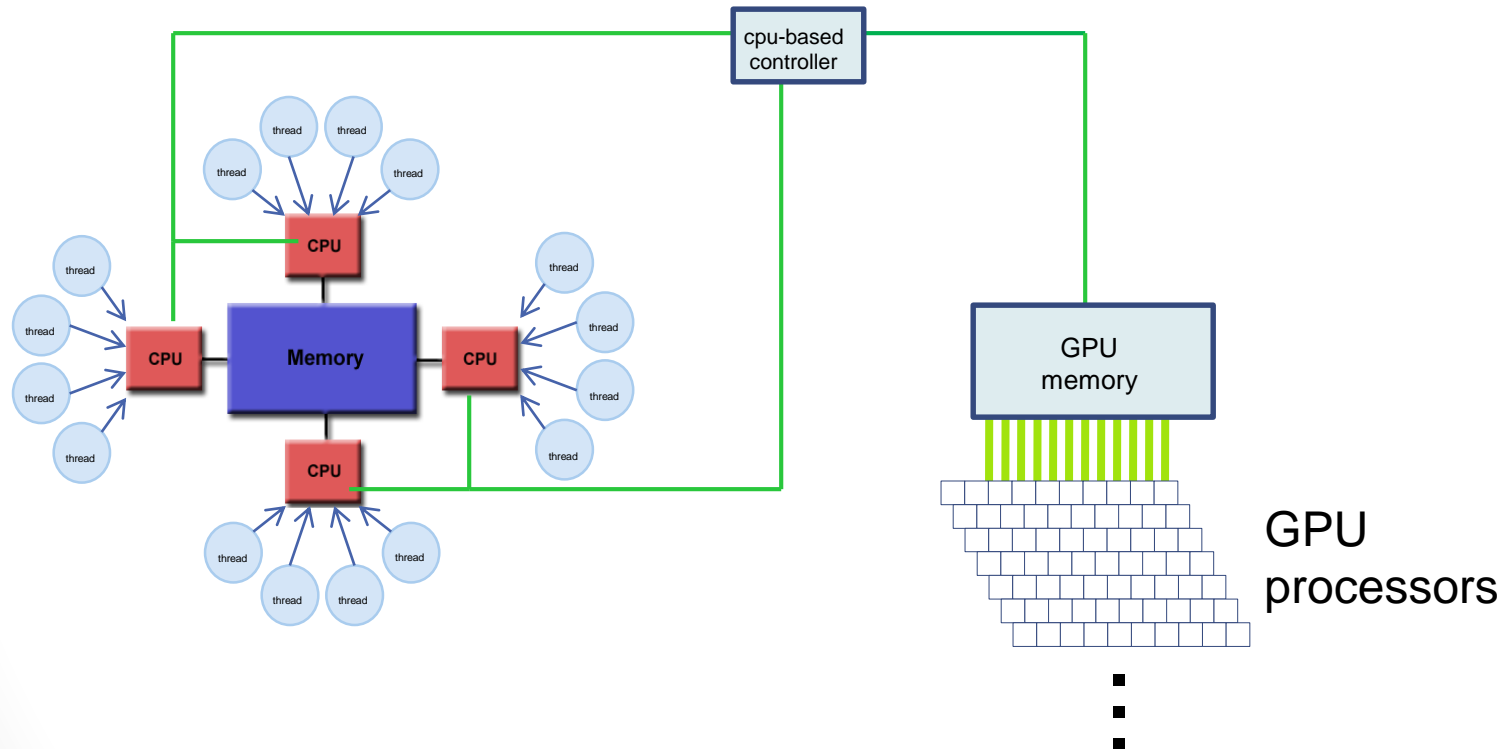 cpu-based
controller
thread
thread
thread
thread
CPU
thread
thread
thread
thread
CPU
Memory
CPU
thread
thread
thread
thread
CPU
thread
thread
thread
thread
GPU
memory
GPU
processors